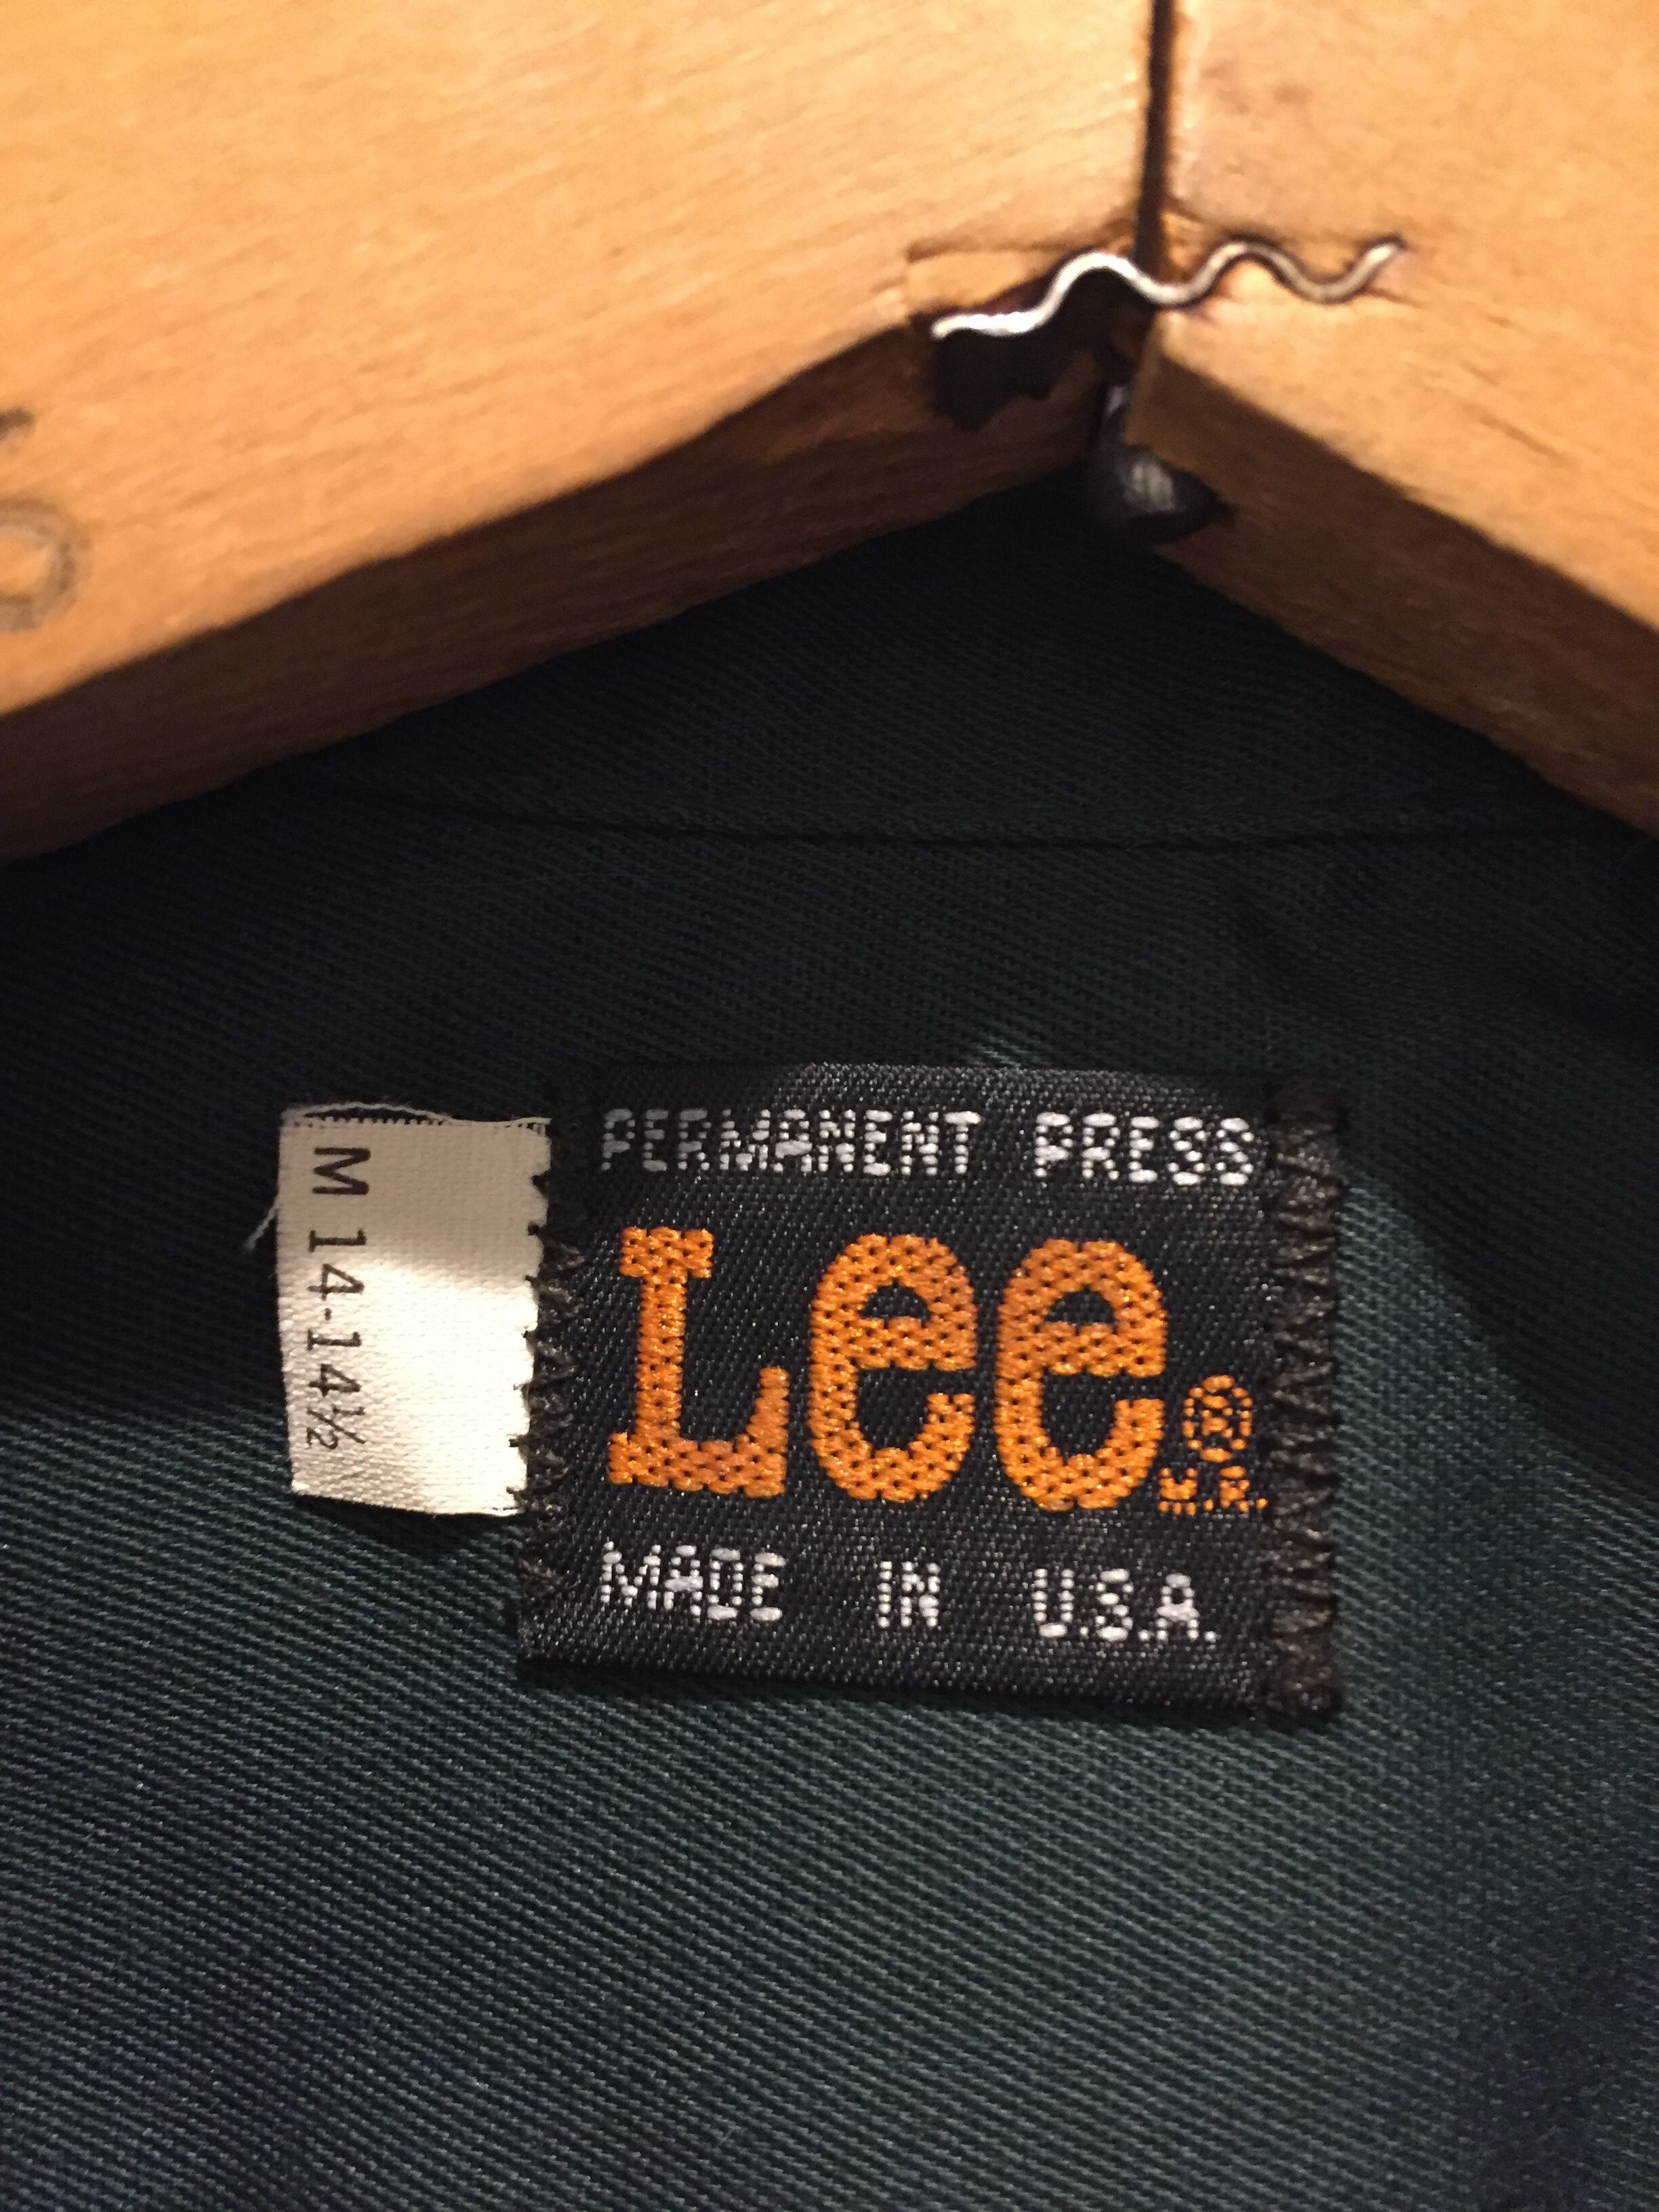 PERMANENT PRESS
Lee® M.R.
MADE IN U.S.A.
M 14-14½